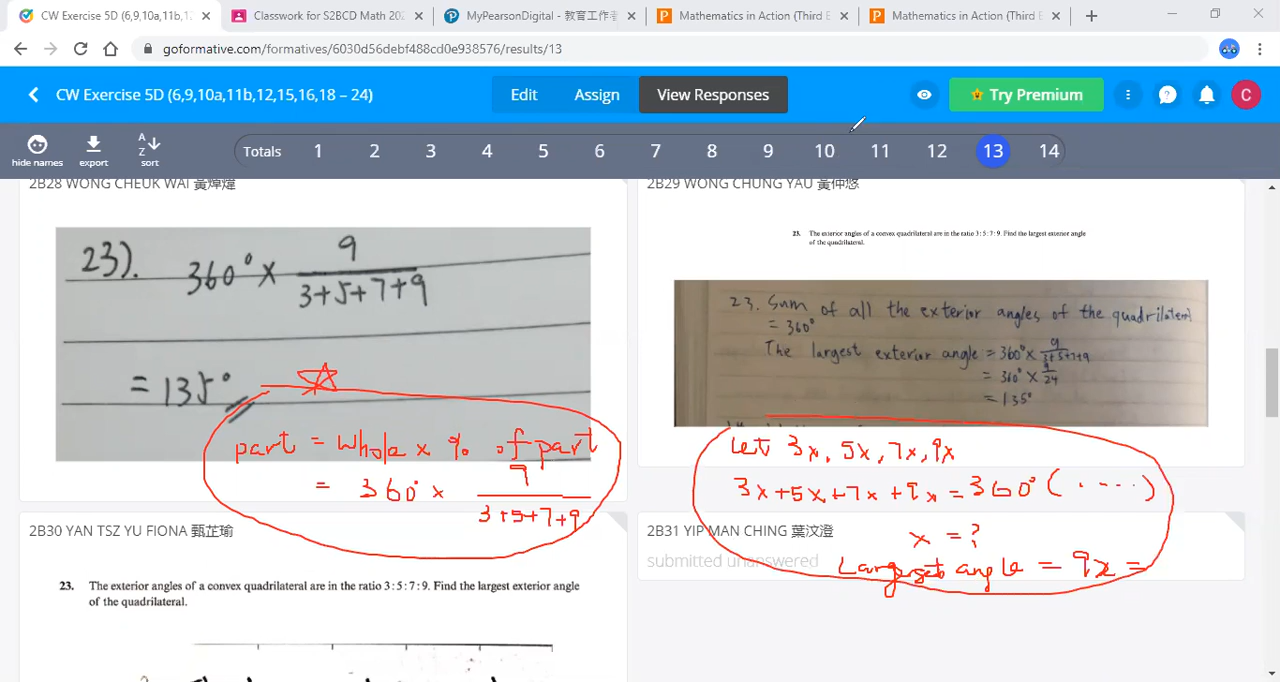 CW Exercise 5D (6,9,10a,11b,12
Classwork for S2BCD Math 202
MyPearsonDigital - 教育工作者
Mathematics in Action (Third E
Mathematics in Action (Third E
goformative.com/formatives/6030d56debf488cd0e938576/results/13
CW Exercise 5D (6,9,10a,11b,12,15,16,18 – 24)
Edit
Assign
View Responses
Try Premium
C
hide names
export
A Z
sort
Totals 1 2 3 4 5 6 7 8 9 10 11 12 13 14
2B28 WONG CHEUK WAI 黃焯煒
2B29 WONG CHUNG YAU 黃仲悠
23). 360° x 9
3+5+7+9
= 135°
part = whole x % of part
= 360° x 9
3+5+7+9
23. The exterior angles of a convex quadrilateral are in the ratio 3 : 5 : 7 : 9. Find the largest exterior angle
of the quadrilateral.
23. Sum of all the exterior angles of the quadrilateral
= 360°
The largest exterior angle = 360° x 9
3+5+7+9
= 360° x 9
24
= 135°
Let 3x, 5x, 7x, 9x
3x+5x+7x+9x = 360° (.....)
x = ?
Largerset angle = 9x =
2B30 YAN TSZ YU FIONA 甄芷瑜
2B31 YIP MAN CHING 葉汶澄
submitted unanswered
23. The exterior angles of a convex quadrilateral are in the ratio 3 : 5 : 7 : 9. Find the largest exterior angle
of the quadrilateral.